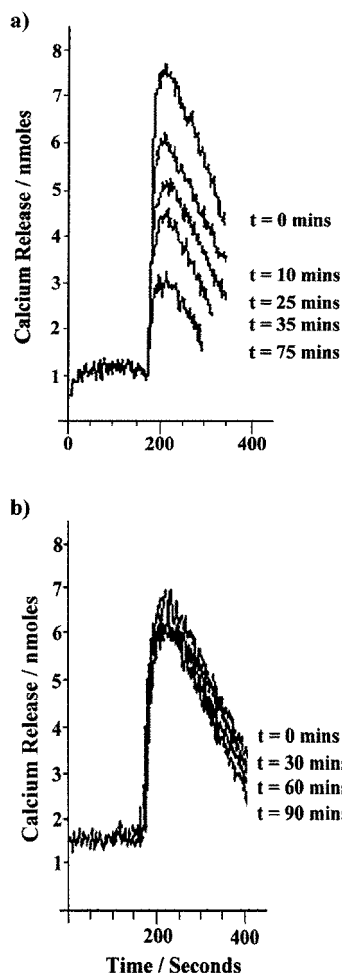 a)
Calcium Release / nmoles
8
7
6
5
4
3
2
1
t = 0 mins
t = 10 mins
t = 25 mins
t = 35 mins
t = 75 mins
0
200
400
b)
Calcium Release / nmoles
8
7
6
5
4
3
2
1
t = 0 mins
t = 30 mins
t = 60 mins
t = 90 mins
200
400
Time / Seconds